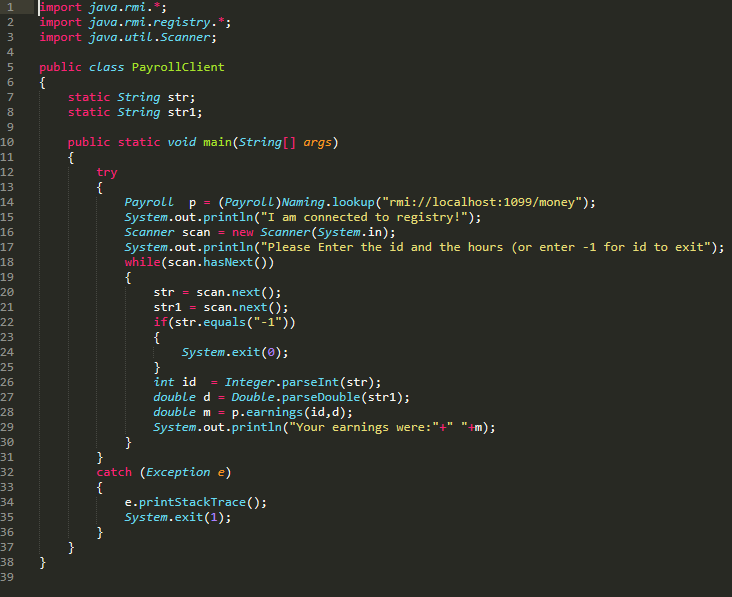 1 import java.rmi.*;
2 import java.rmi.registry.*;
3 import java.util.Scanner;
4
5 public class PayrollClient
6 {
7     static String str;
8     static String str1;
9
10     public static void main(String[] args)
11     {
12         try
13         {
14             Payroll  p = (Payroll)Naming.lookup("rmi://localhost:1099/money");
15             System.out.println("I am connected to registry!");
16             Scanner scan = new Scanner(System.in);
17             System.out.println("Please Enter the id and the hours (or enter -1 for id to exit");
18             while(scan.hasNext())
19             {
20                 str = scan.next();
21                 str1 = scan.next();
22                 if(str.equals("-1"))
23                 {
24                     System.exit(0);
25                 }
26                 int id  = Integer.parseInt(str);
27                 double d = Double.parseDouble(str1);
28                 double m = p.earnings(id,d);
29                 System.out.println("Your earnings were:"+" "+m);
30             }
31         }
32         catch (Exception e)
33         {
34             e.printStackTrace();
35             System.exit(1);
36         }
37     }
38 }
39